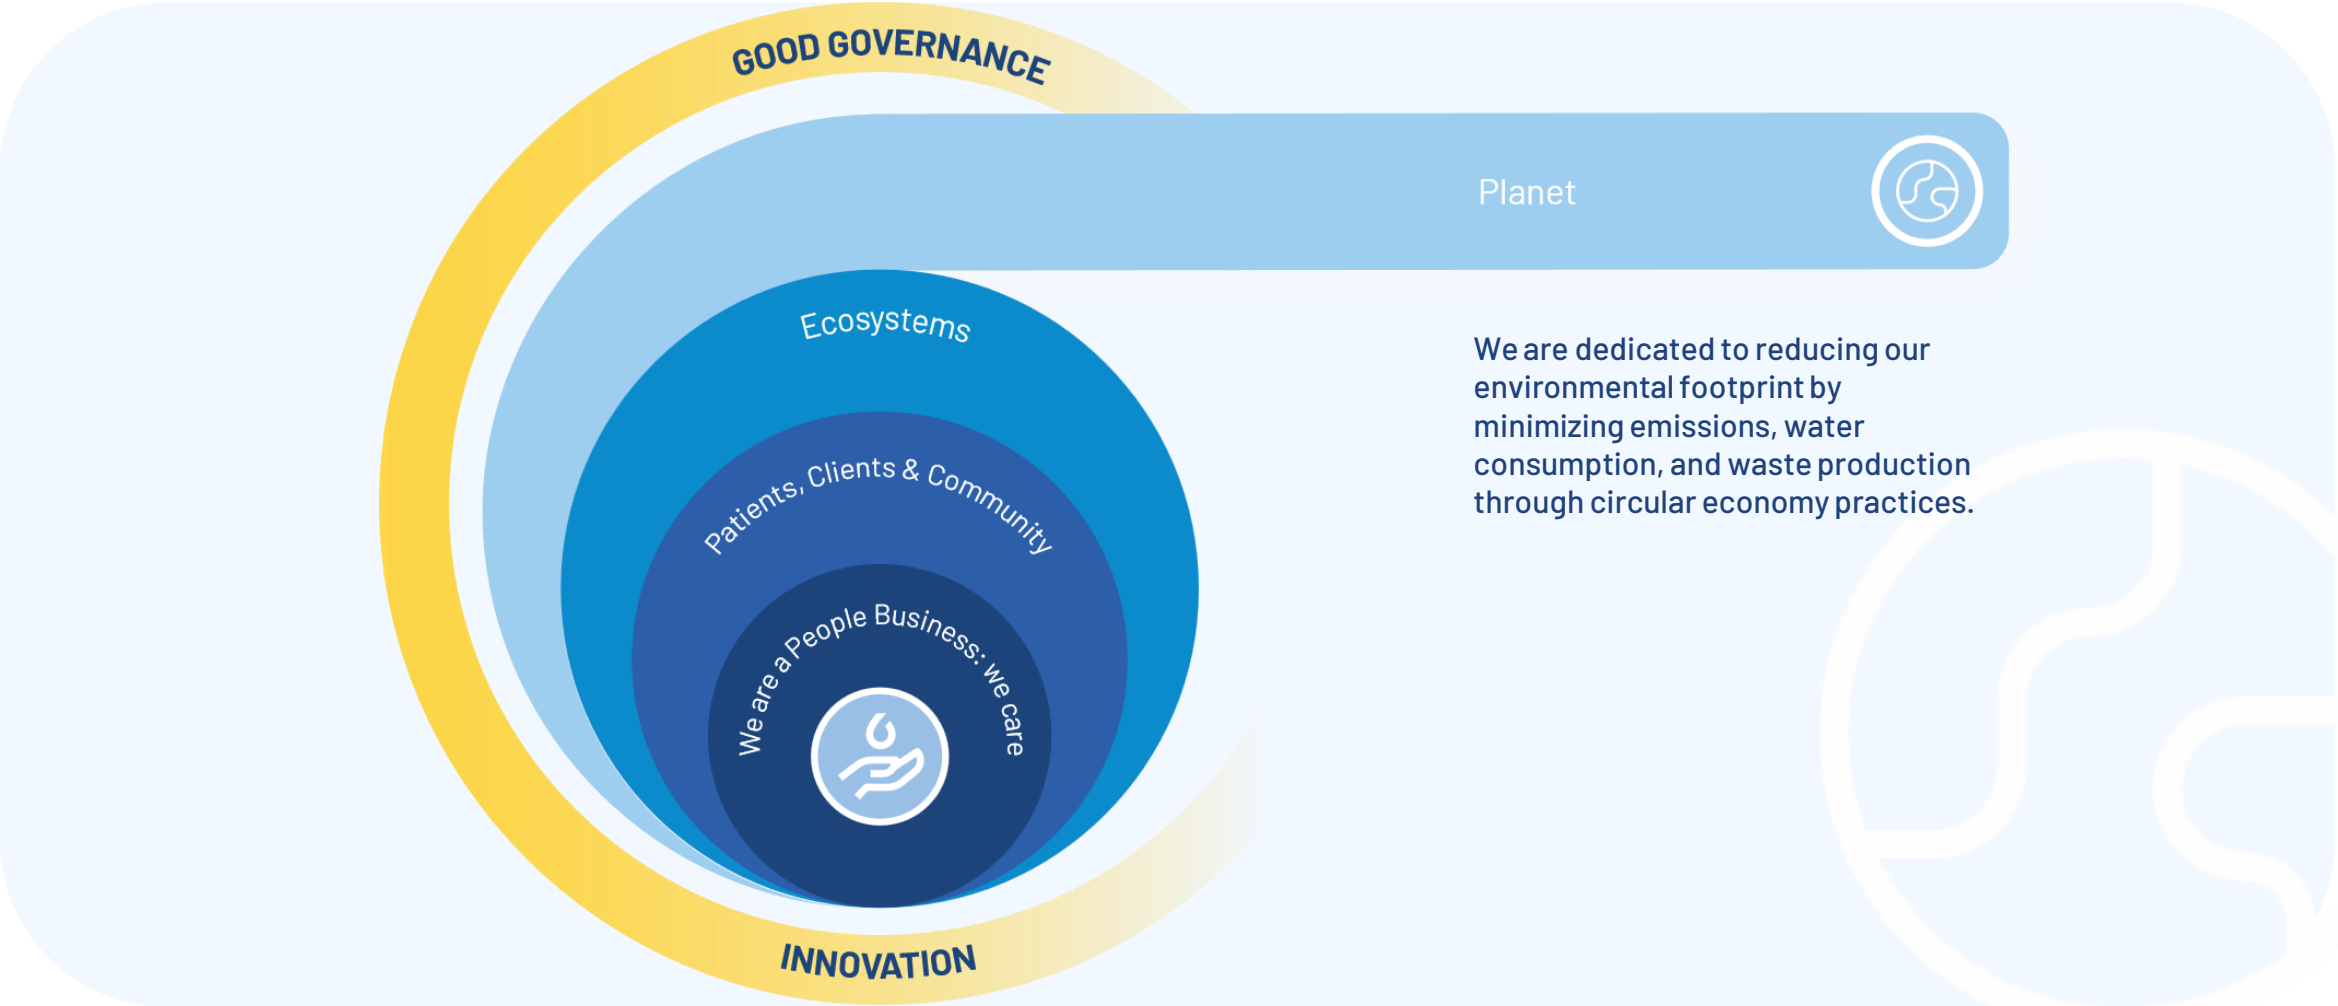 GOOD GOVERNANCE
Planet
Ecosystems
We are dedicated to reducing our
environmental footprint by
minimizing emissions, water
consumption, and waste production
through circular economy practices.
Patients, Clients & Community
We are a People Business: we care
INNOVATION